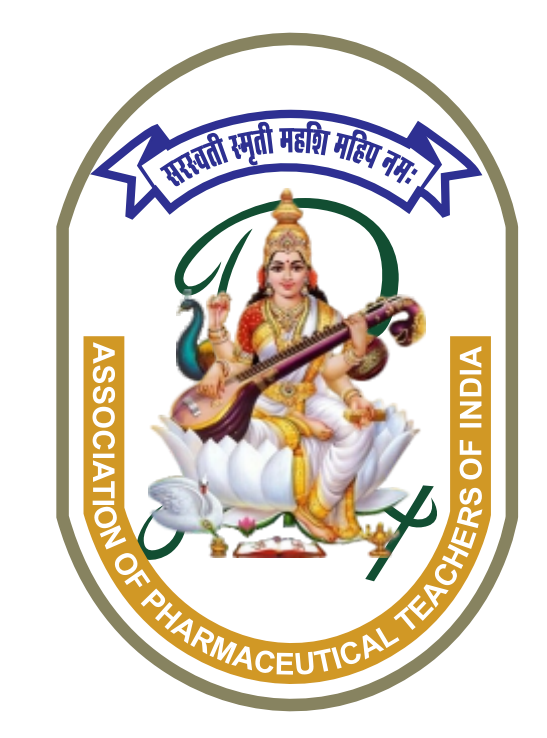 सरस्वती स्मृती महशि महिप नमः
ASSOCIATION OF PHARMACEUTICAL TEACHERS OF INDIA